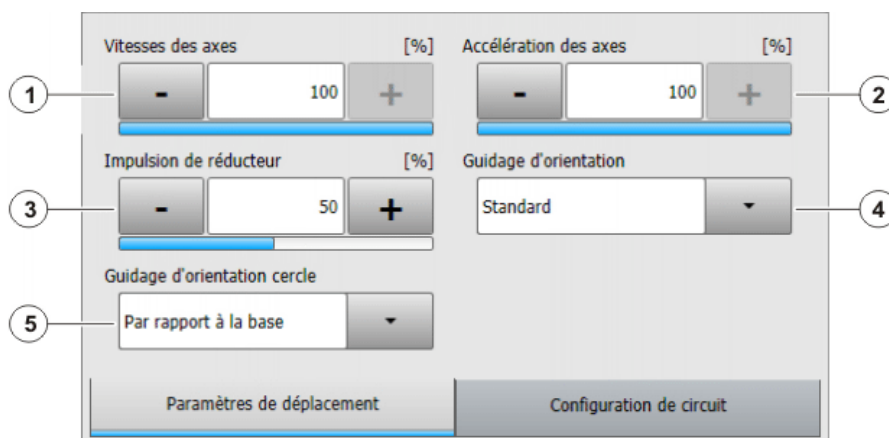 Vitesses des axes [%] Accélération des axes [%]
1 - 100 + - 100 + 2
Impulsion de réducteur [%] Guidage d'orientation
3 - 50 + Standard 4
Guidage d'orientation cercle
5 Par rapport à la base
Paramètres de déplacement Configuration de circuit